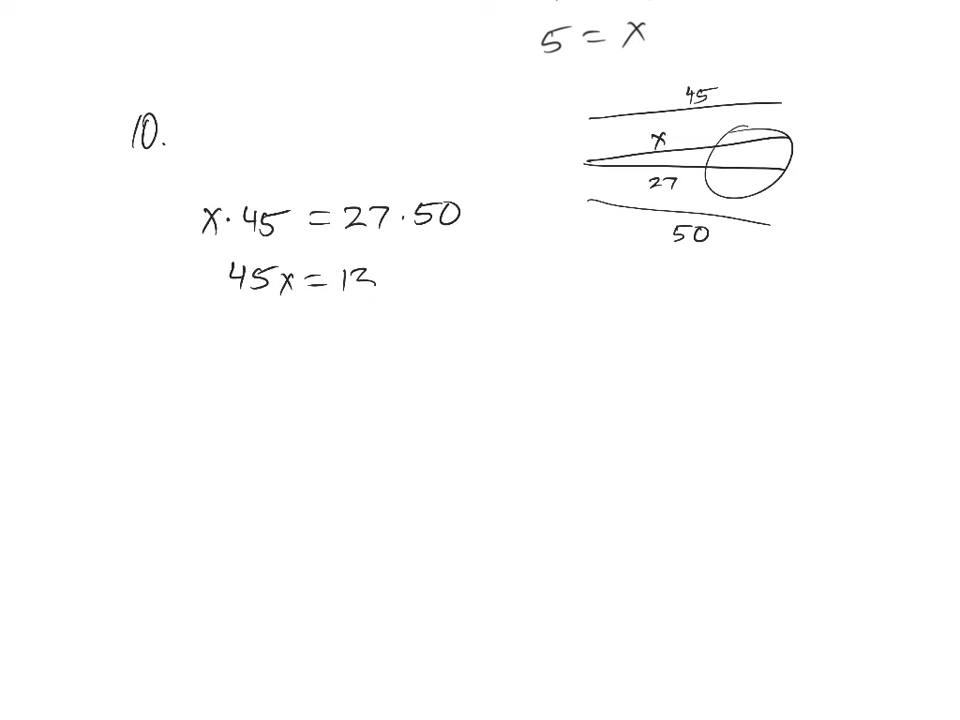 5 = x
45
10.
x
27
x · 45 = 27 · 50
50
45x = 13